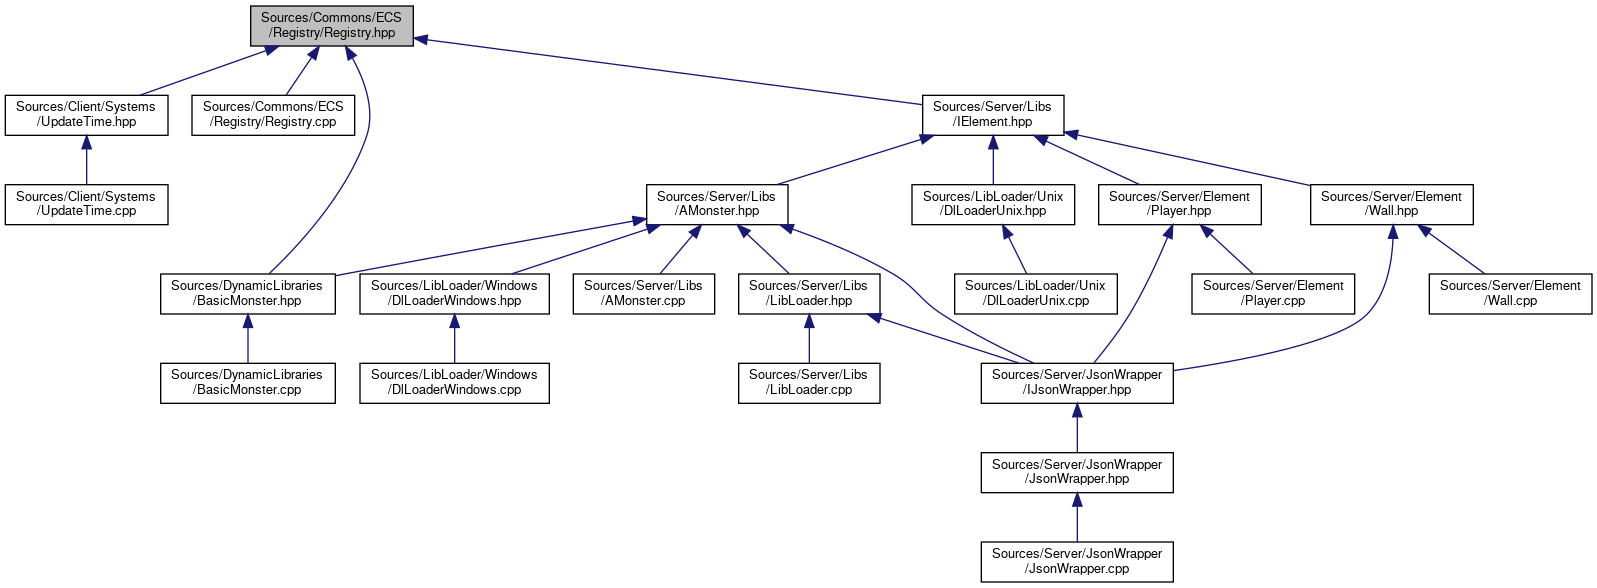 Sources/Commons/ECS
/Registry/Registry.hpp
Sources/Client/Systems
/UpdateTime.hpp
Sources/Commons/ECS
/Registry/Registry.cpp
Sources/Server/Libs
/IElement.hpp
Sources/Client/Systems
/UpdateTime.cpp
Sources/Server/Libs
/AMonster.hpp
Sources/LibLoader/Unix
/DlLoaderUnix.hpp
Sources/Server/Element
/Player.hpp
Sources/Server/Element
/Wall.hpp
Sources/DynamicLibraries
/BasicMonster.hpp
Sources/LibLoader/Windows
/DlLoaderWindows.hpp
Sources/Server/Libs
/AMonster.cpp
Sources/Server/Libs
/LibLoader.hpp
Sources/LibLoader/Unix
/DlLoaderUnix.cpp
Sources/Server/Element
/Player.cpp
Sources/Server/Element
/Wall.cpp
Sources/DynamicLibraries
/BasicMonster.cpp
Sources/LibLoader/Windows
/DlLoaderWindows.cpp
Sources/Server/Libs
/LibLoader.cpp
Sources/Server/JsonWrapper
/IJsonWrapper.hpp
Sources/Server/JsonWrapper
/JsonWrapper.hpp
Sources/Server/JsonWrapper
/JsonWrapper.cpp